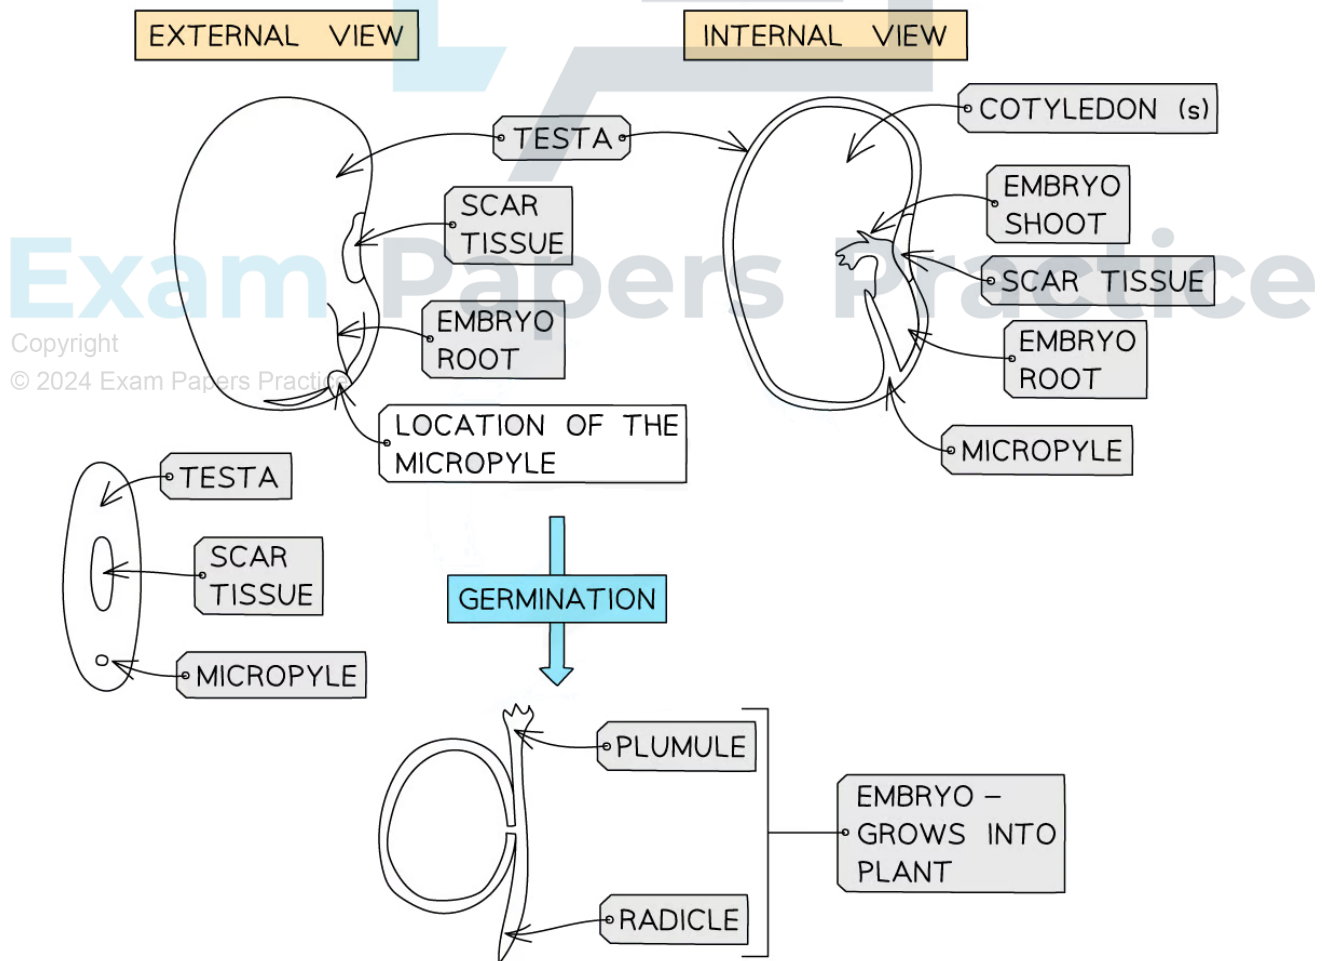 EXTERNAL VIEW
INTERNAL VIEW
COTYLEDON (s)
TESTA
EMBRYO
SHOOT
SCAR
TISSUE
SCAR TISSUE
Exam Papers Practice
EMBRYO
ROOT
EMBRYO
ROOT
Copyright
© 2024 Exam Papers Practice
LOCATION OF THE
MICROPYLE
MICROPYLE
TESTA
SCAR
TISSUE
GERMINATION
MICROPYLE
PLUMULE
EMBRYO –
GROWS INTO
PLANT
RADICLE